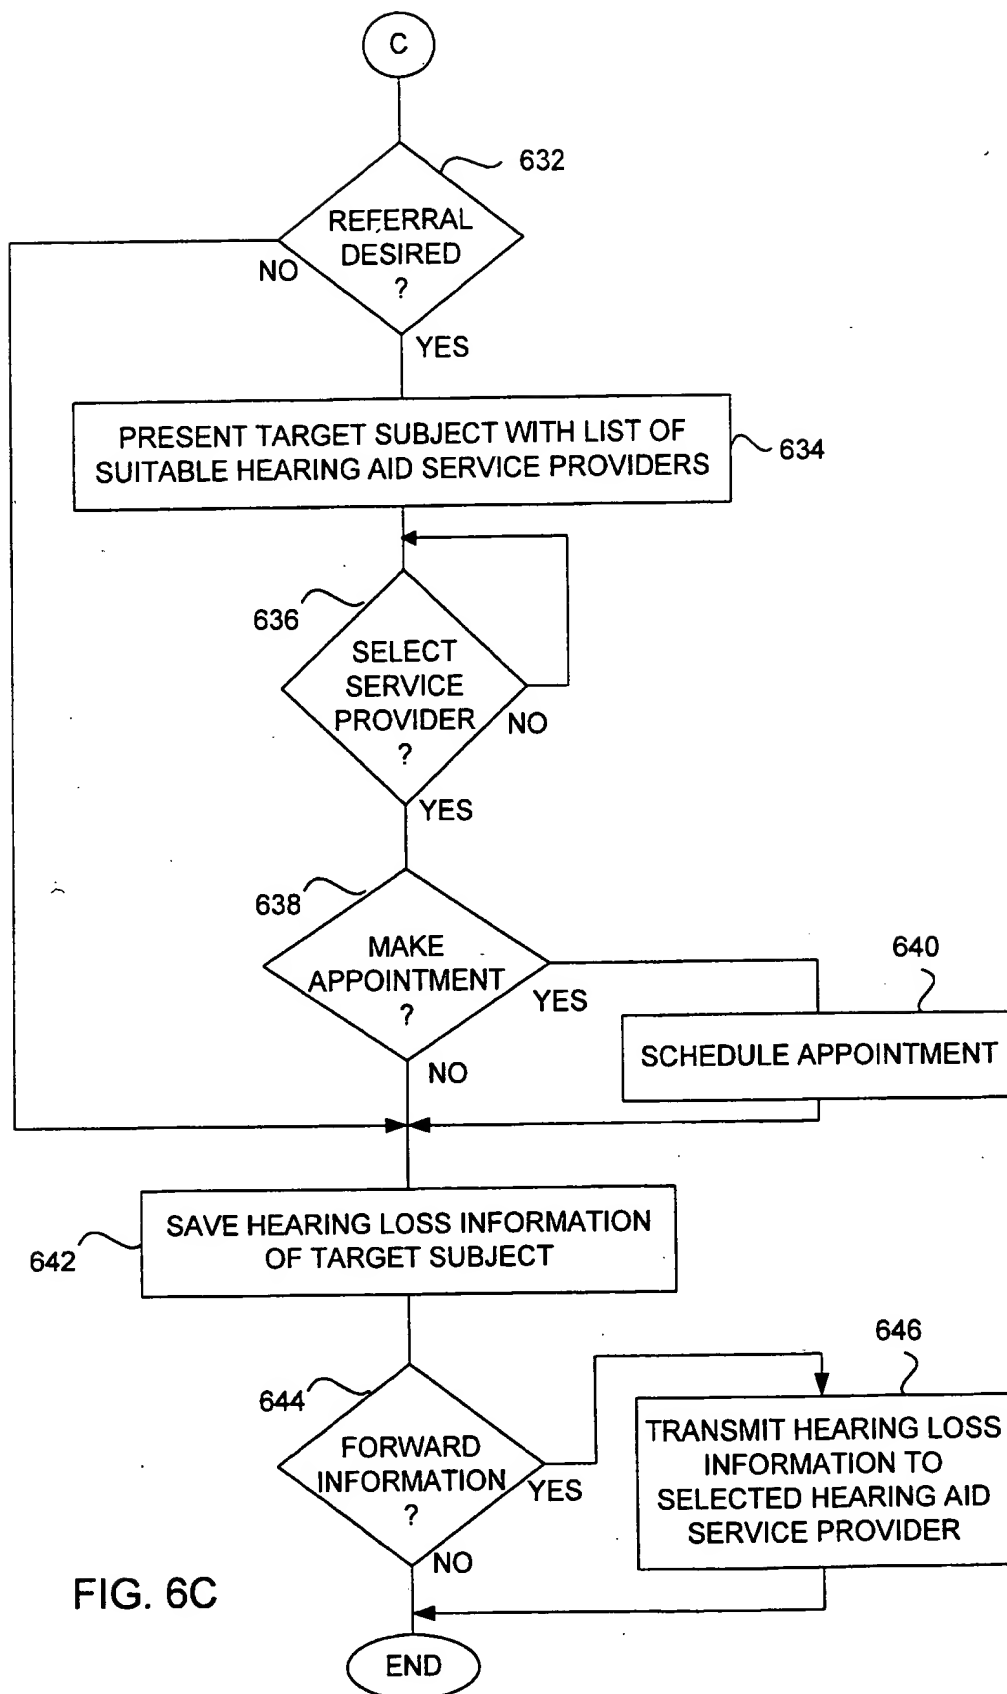 C
632
REFERRAL
DESIRED
?
NO
YES
PRESENT TARGET SUBJECT WITH LIST OF
SUITABLE HEARING AID SERVICE PROVIDERS
634
636
SELECT
SERVICE
PROVIDER
?
NO
YES
638
MAKE
APPOINTMENT
?
YES
NO
640
SCHEDULE APPOINTMENT
642
SAVE HEARING LOSS INFORMATION
OF TARGET SUBJECT
644
FORWARD
INFORMATION
?
YES
NO
646
TRANSMIT HEARING LOSS
INFORMATION TO
SELECTED HEARING AID
SERVICE PROVIDER
FIG. 6C
END